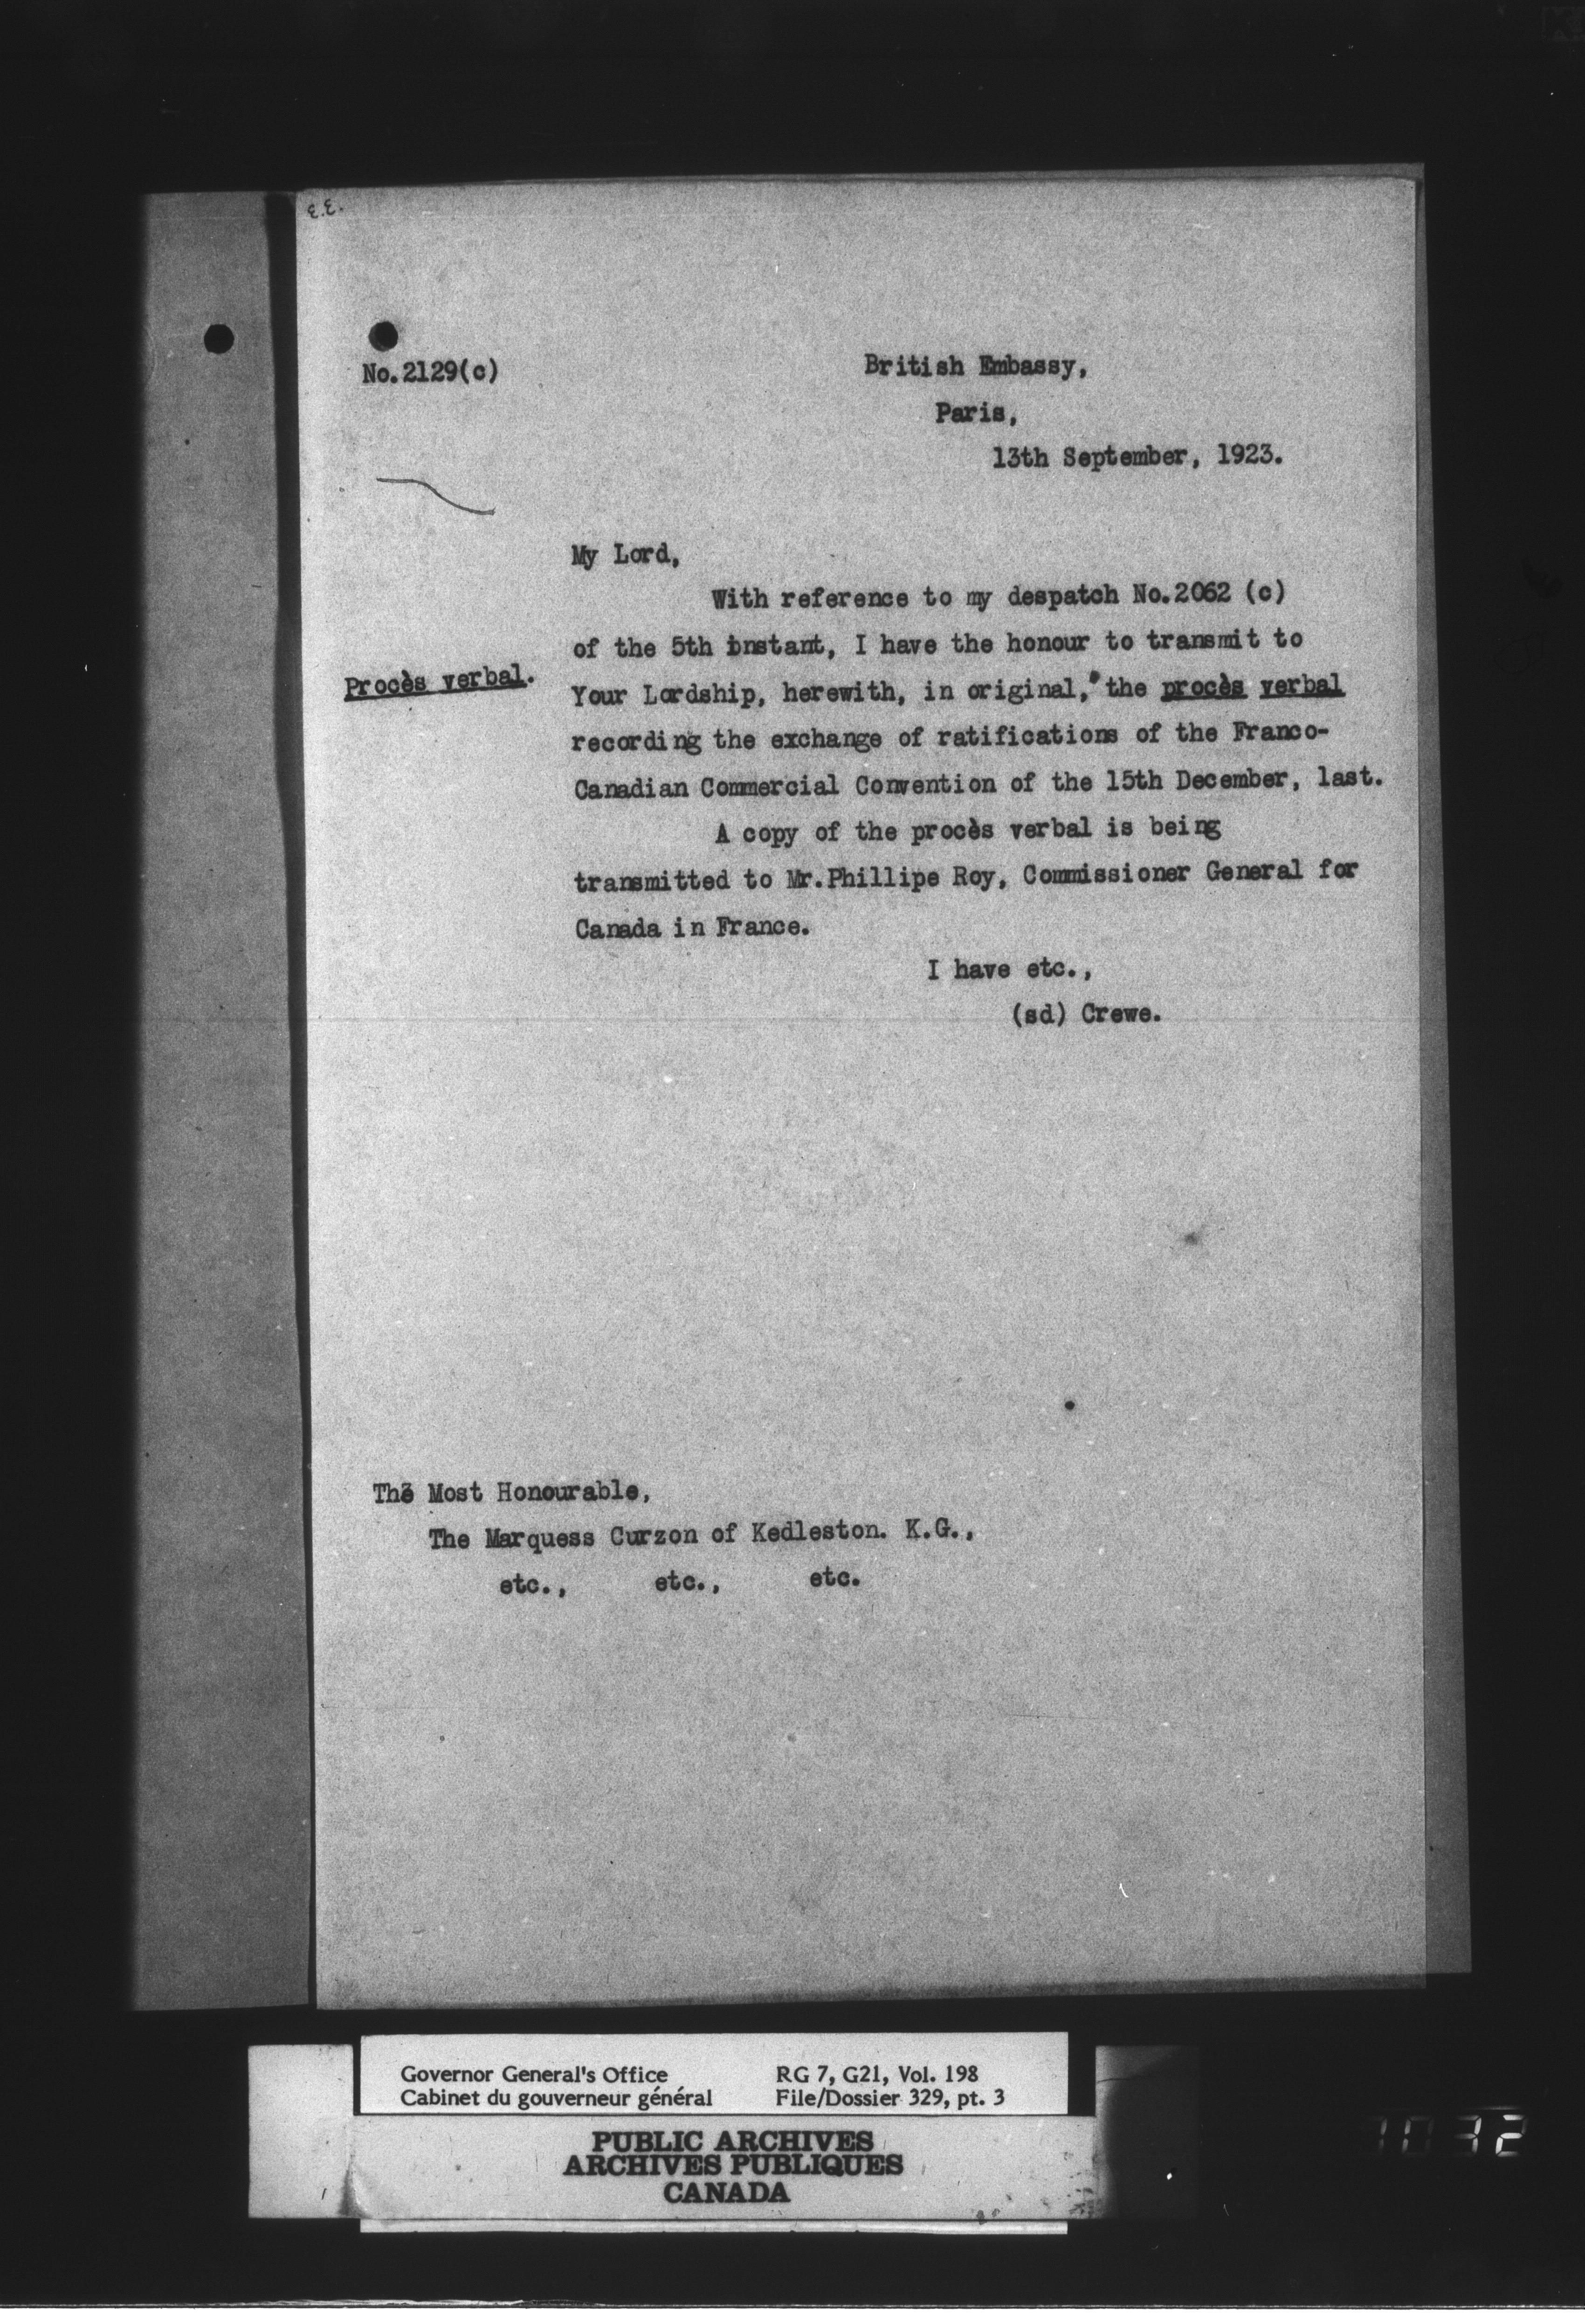 E.E.
No.2129(c)
British Embassy,
Paris,
13th September, 1923.
My Lord,
With reference to my despatch No.2062 (c)
of the 5th instant, I have the honour to transmit to
Procès verbal.
Your Lordship, herewith, in original, the procès verbal
recording the exchange of ratifications of the Franco-
Canadian Commercial Convention of the 15th December, last.
A copy of the procès verbal is being
transmitted to Mr.Phillipe Roy, Commissioner General for
Canada in France.
I have etc.,
(sd) Crewe.
The Most Honourable,
The Marquess Curzon of Kedleston. K.G.,
etc., etc., etc.
Governor General's Office RG 7, G21, Vol. 198
Cabinet du gouverneur général File/Dossier 329, pt. 3
PUBLIC ARCHIVES
ARCHIVES PUBLIQUES
CANADA